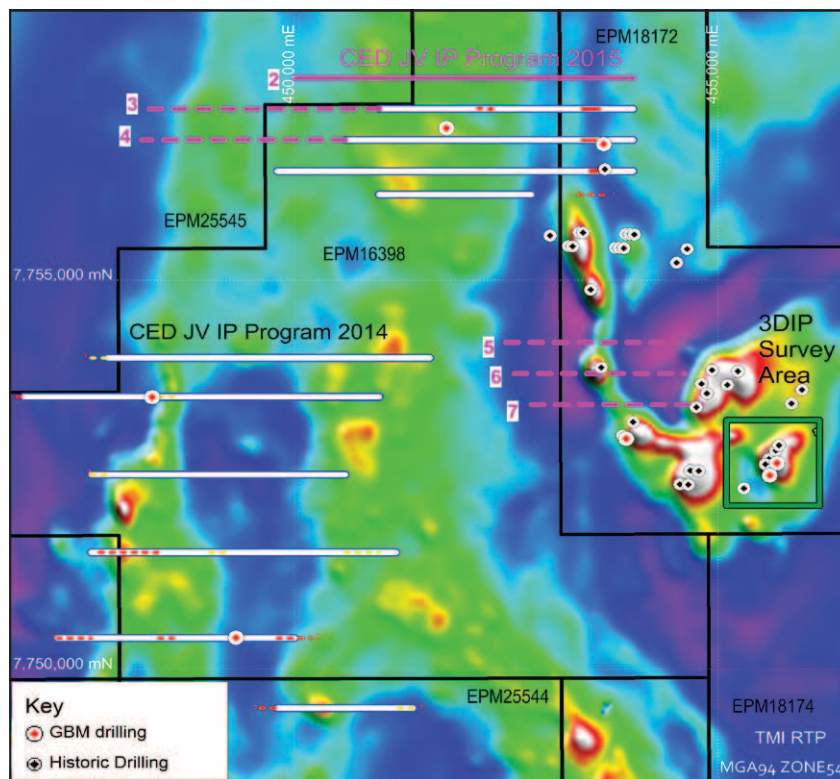 450,000 mE
EPM18172
455,000 mE
CED JV IP Program 2015
2
3
4
EPM25545
EPM16398
7,755,000 mN
CED JV IP Program 2014
5
6
7
3DIP
Survey
Area
7,750,000 mN
EPM25544
EPM18174
Key
GBM drilling
Historic Drilling
TMI RTP
MGA94 ZONE54